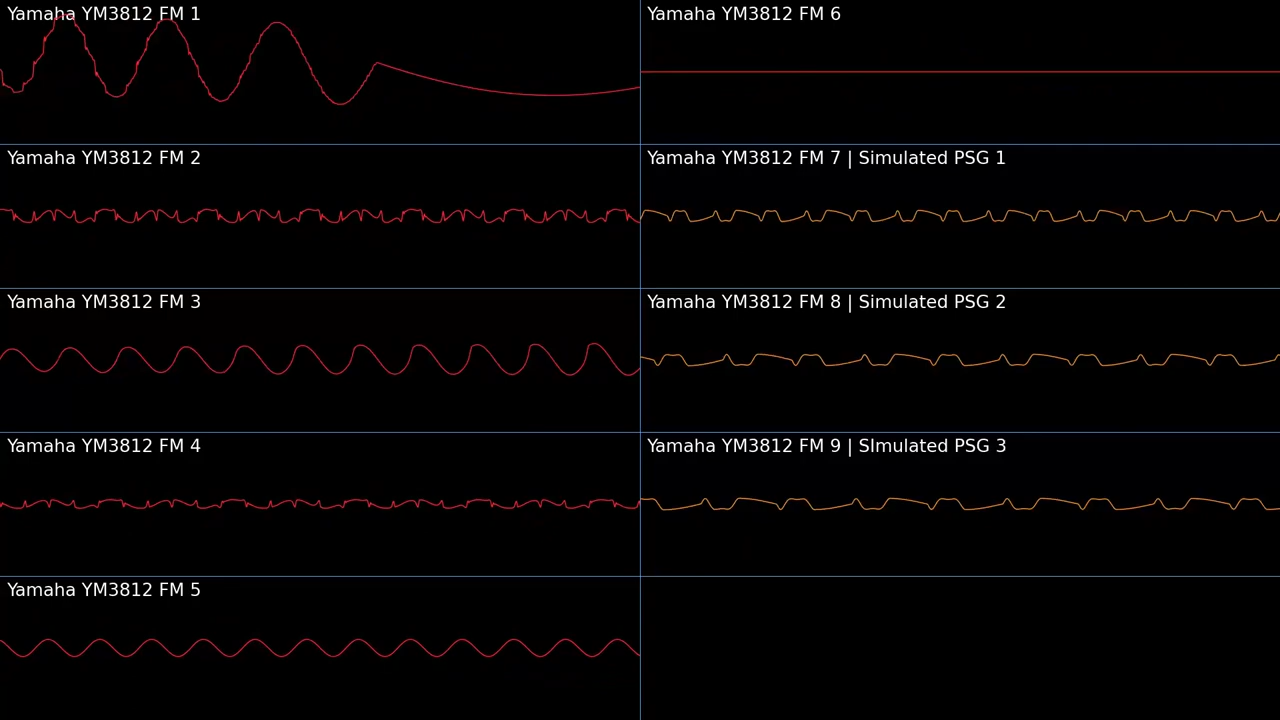 Yamaha YM3812 FM 1
Yamaha YM3812 FM 6
Yamaha YM3812 FM 2
Yamaha YM3812 FM 7 | Simulated PSG 1
Yamaha YM3812 FM 3
Yamaha YM3812 FM 8 | Simulated PSG 2
Yamaha YM3812 FM 4
Yamaha YM3812 FM 9 | SImulated PSG 3
Yamaha YM3812 FM 5